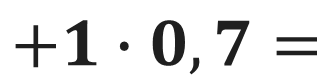 +1 · 0,7 =